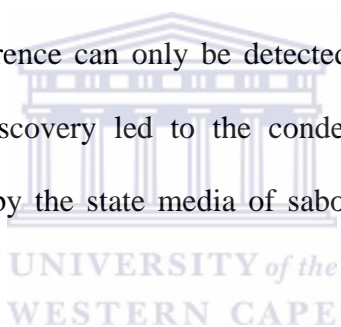 rence can only be detected
scovery led to the conde
by the state media of sabo
UNIVERSITY of the
WESTERN CAPE